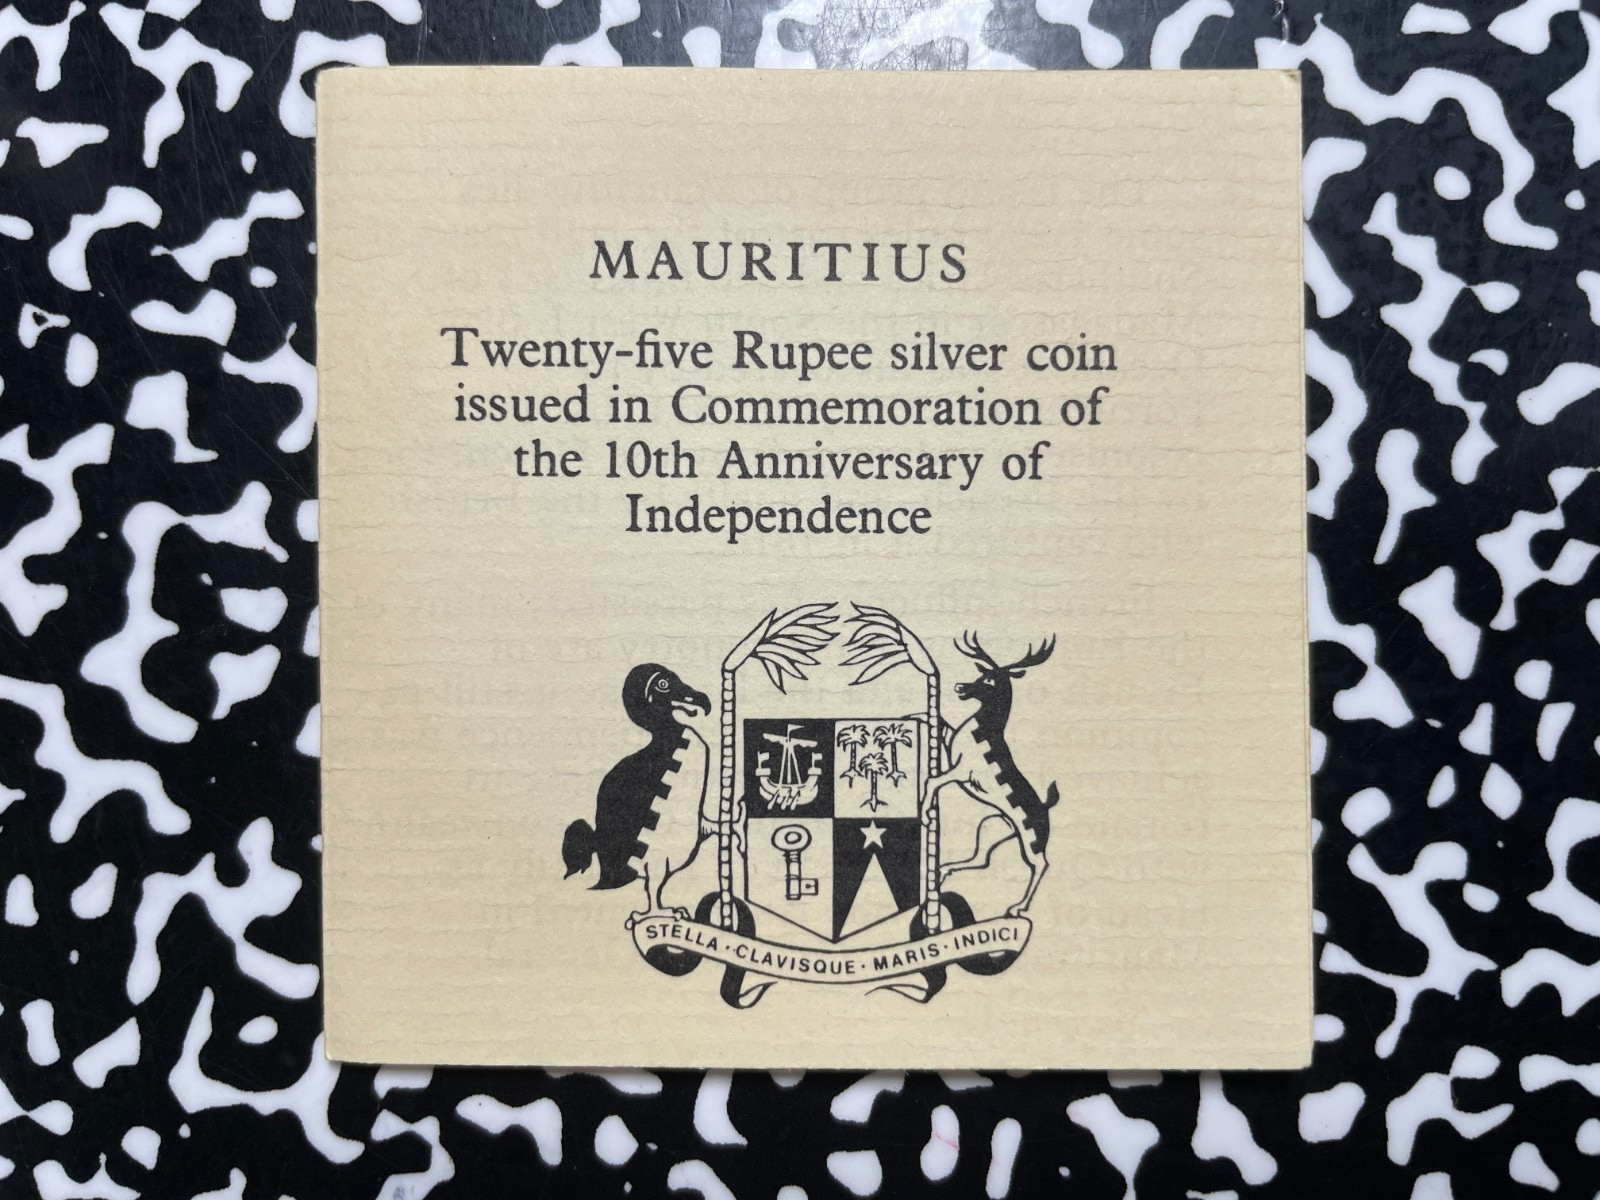 MAURITIUS
Twenty-five Rupee silver coin
issued in Commemoration of
the 10th Anniversary of
Independence
STELLA · CLAVISQUE · MARIS · INDICI